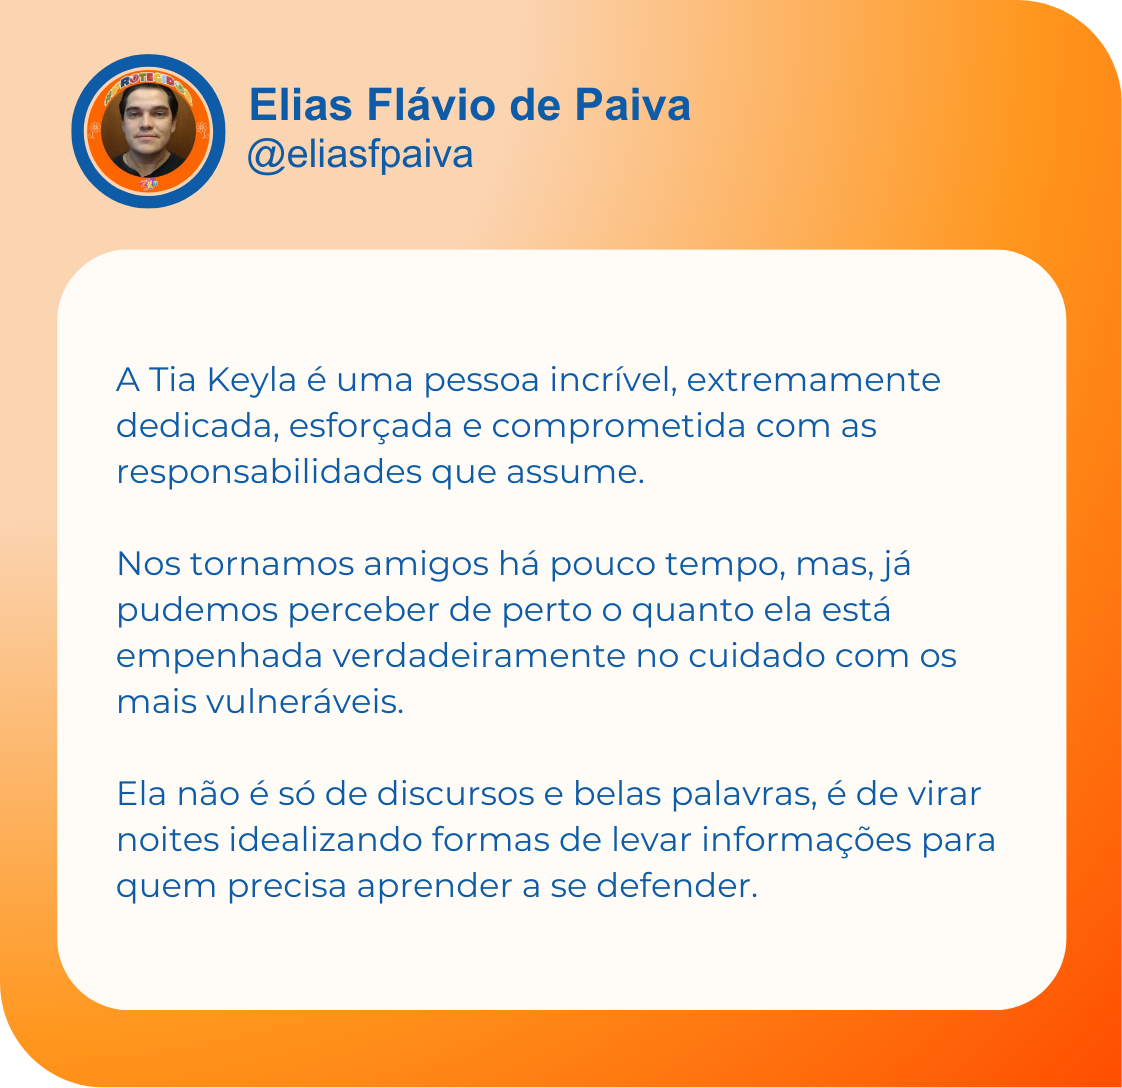 Elias Flávio de Paiva
@eliasfpaiva
A Tia Keyla é uma pessoa incrível, extremamente
dedicada, esforçada e comprometida com as
responsabilidades que assume.
Nos tornamos amigos há pouco tempo, mas, já
pudemos perceber de perto o quanto ela está
empenhada verdadeiramente no cuidado com os
mais vulneráveis.
Ela não é só de discursos e belas palavras, é de virar
noites idealizando formas de levar informações para
quem precisa aprender a se defender.